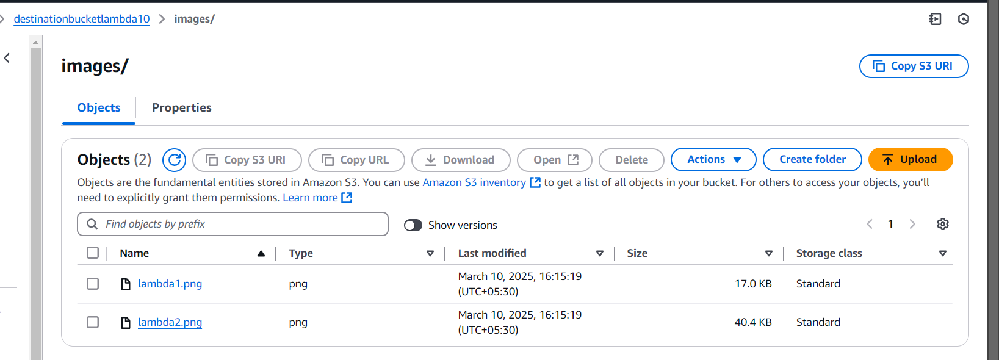 destinationbucketlambda10 > images/
images/
Copy S3 URI
Objects
Properties
Objects (2)
Copy S3 URI
Copy URL
Download
Open
Delete
Actions
Create folder
Upload
Objects are the fundamental entities stored in Amazon S3. You can use Amazon S3 inventory to get a list of all objects in your bucket. For others to access your objects, you’ll
need to explicitly grant them permissions. Learn more
Find objects by prefix
Show versions
1
Name
Type
Last modified
Size
Storage class
lambda1.png
png
March 10, 2025, 16:15:19
(UTC+05:30)
17.0 KB
Standard
lambda2.png
png
March 10, 2025, 16:15:19
(UTC+05:30)
40.4 KB
Standard